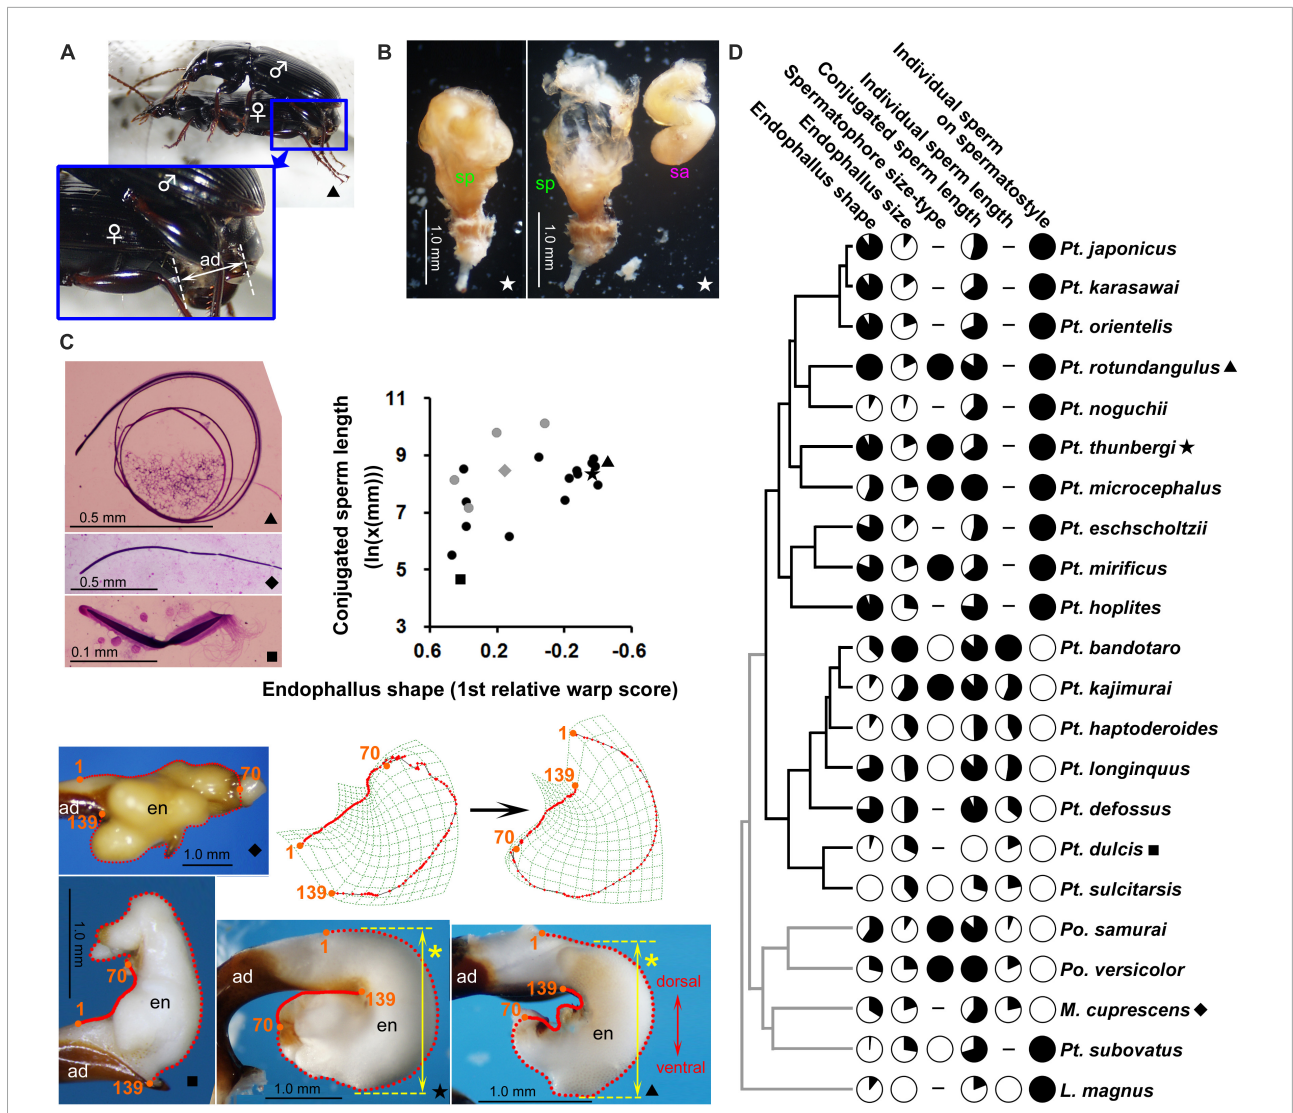 A
♂
♀
♂
♀
ad
B
sp
1.0 mm
sp
sa
1.0 mm
C
0.5 mm
0.5 mm
0.1 mm
Conjugated sperm length
(ln(x(mm)))
11
9
7
5
3
0.6
0.2
-0.2
-0.6
Endophallus shape (1st relative warp score)
1
70
en
ad
139
1.0 mm
70
1
139
1
139
70
1.0 mm
70
en
1
ad
139
1
*
ad
139
70
en
1.0 mm
1
*
ad
139
dorsal
70
en
ventral
1.0 mm
D
Endophallus shape
Endophallus size
Spermatophore size-type
Conjugated sperm length
Individual sperm length
Individual sperm
on spermatostyle
Pt. japonicus
Pt. karasawai
Pt. orientelis
Pt. rotundangulus
Pt. noguchii
Pt. thunbergi
Pt. microcephalus
Pt. eschscholtzii
Pt. mirificus
Pt. hoplites
Pt. bandotaro
Pt. kajimurai
Pt. haptoderoides
Pt. longinquus
Pt. defossus
Pt. dulcis
Pt. sulcitarsis
Po. samurai
Po. versicolor
M. cuprescens
Pt. subovatus
L. magnus